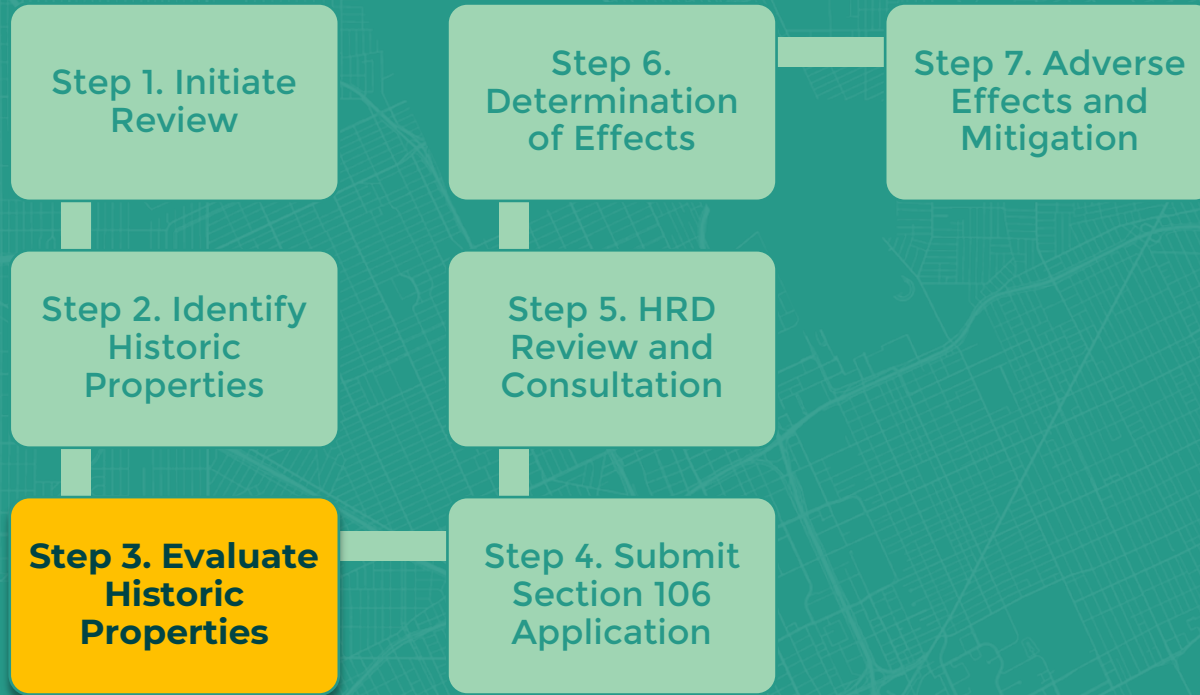 Step 1. Initiate
Review
Step 2. Identify
Historic
Properties
Step 3. Evaluate
Historic
Properties
Step 4. Submit
Section 106
Application
Step 5. HRD
Review and
Consultation
Step 6.
Determination
of Effects
Step 7. Adverse
Effects and
Mitigation